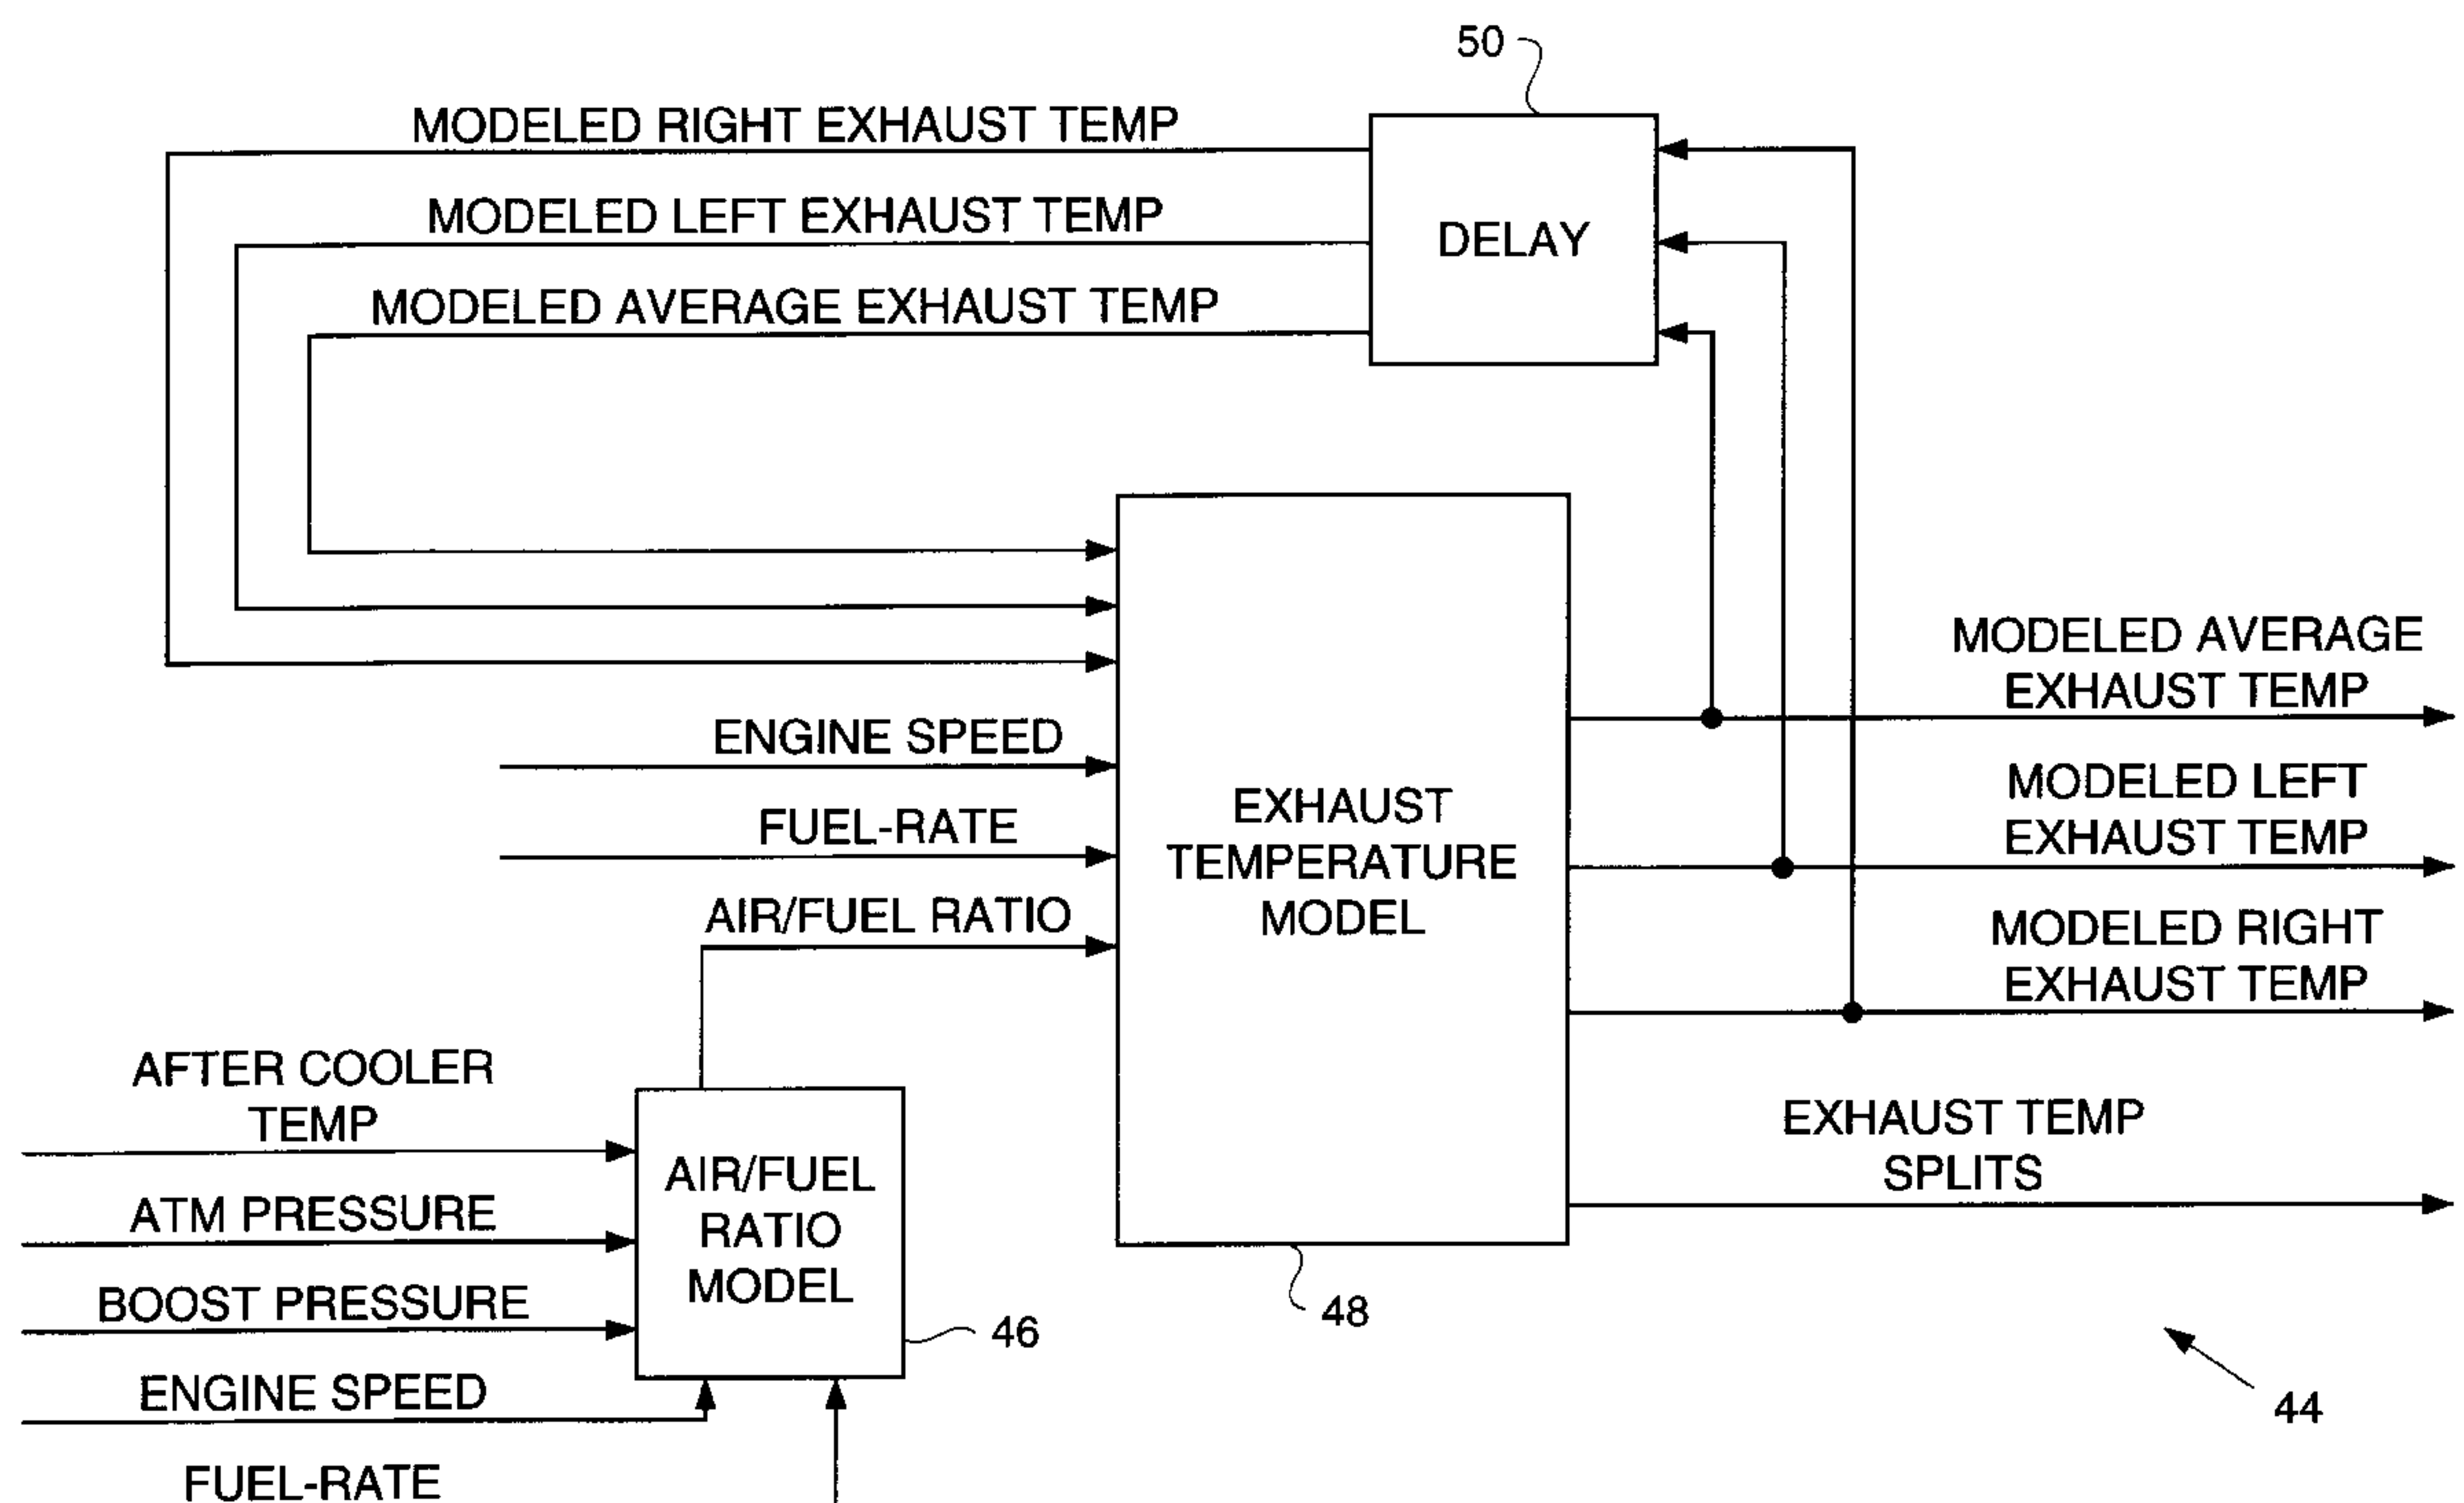 50
MODELED RIGHT EXHAUST TEMP
MODELED LEFT EXHAUST TEMP
DELAY
MODELED AVERAGE EXHAUST TEMP
MODELED AVERAGE
EXHAUST TEMP
ENGINE SPEED
MODELED LEFT
EXHAUST TEMP
FUEL-RATE
EXHAUST
TEMPERATURE
MODEL
AIR/FUEL RATIO
MODELED RIGHT
EXHAUST TEMP
AFTER COOLER
TEMP
EXHAUST TEMP
SPLITS
AIR/FUEL
RATIO
MODEL
ATM PRESSURE
BOOST PRESSURE
48
46
ENGINE SPEED
44
FUEL-RATE